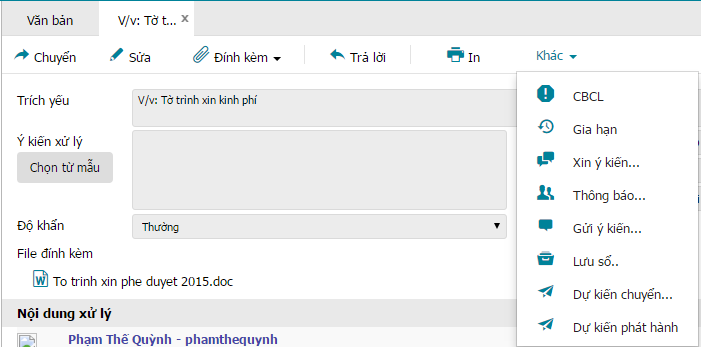 Văn bản
V/v: Tờ t... x
Chuyển Sửa Đính kèm Trả lời In Khác
Trích yếu
V/v: Tờ trình xin kinh phí
Ý kiến xử lý
Chọn từ mẫu
Độ khẩn
Thường
File đính kèm
To trinh xin phe duyet 2015.doc
Nội dung xử lý
Phạm Thế Quỳnh - phamthequynh
CBCL
Gia hạn
Xin ý kiến...
Thông báo...
Gửi ý kiến...
Lưu sổ..
Dự kiến chuyển...
Dự kiến phát hành